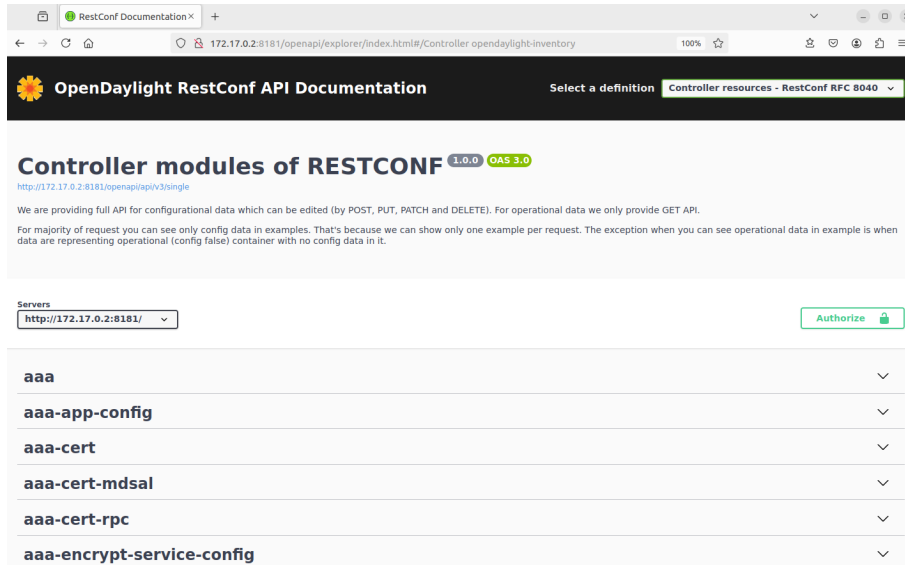 RestConf Documentation
172.17.0.2:8181/openapi/explorer/index.html#/Controller opendaylight-inventory
100%
OpenDaylight RestConf API Documentation
Select a definition
Controller resources - RestConf RFC 8040
Controller modules of RESTCONF 1.0.0 OAS 3.0
http://172.17.0.2:8181/openapi/api/v3/single
We are providing full API for configurational data which can be edited (by POST, PUT, PATCH and DELETE). For operational data we only provide GET API.
For majority of request you can see only config data in examples. That's because we can show only one example per request. The exception when you can see operational data in example is when
data are representing operational (config false) container with no config data in it.
Servers
http://172.17.0.2:8181/
Authorize
aaa
aaa-app-config
aaa-cert
aaa-cert-mdsal
aaa-cert-rpc
aaa-encrypt-service-config